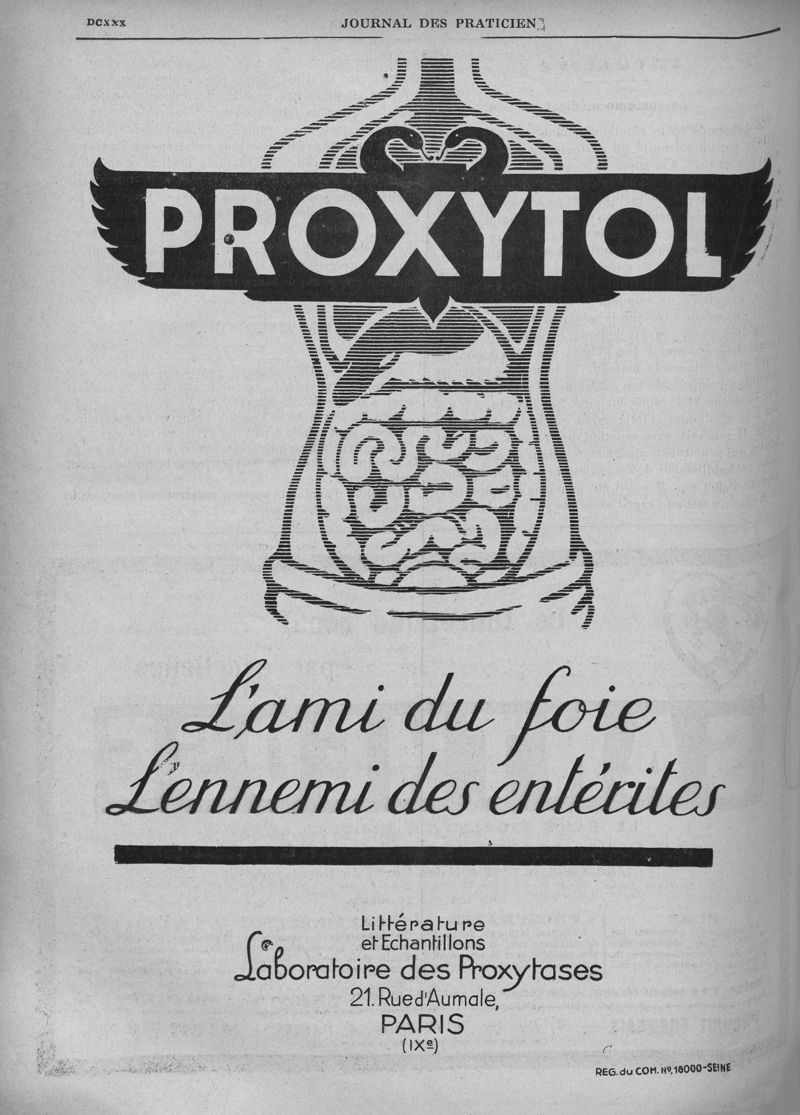 DCXXX
JOURNAL DES PRATICIENS
PROXYTOL
L'ami du foie
L'ennemi des entérites
Littérature
et Echantillons
Laboratoire des Proxytases
21. Rue d'Aumale,
PARIS
(IXe)
REG. du COM. No. 18000-SEINE